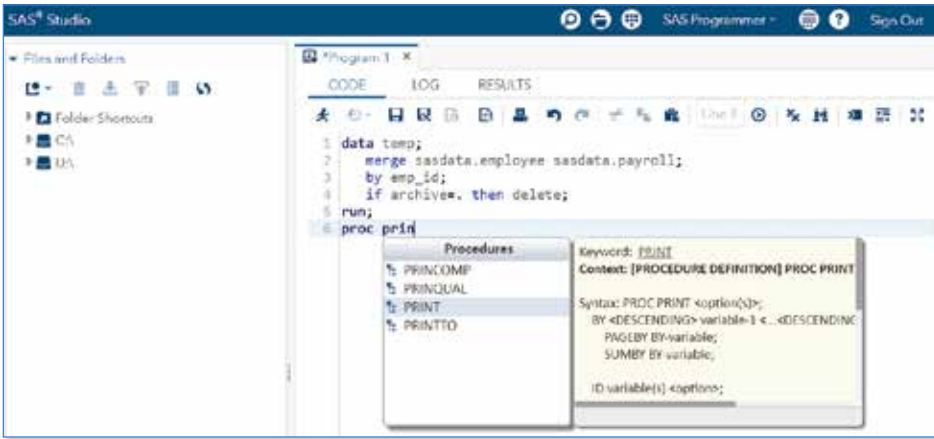 SAS® Studio
SAS Programmer
Sign Out
Files and Folders
*Program 1 ×
CODE LOG RESULTS
Folder Shortcuts
C:\
U:\
Line #
1 data temp;
2 merge sasdata.employee sasdata.payroll;
3 by emp_id;
4 if archive=. then delete;
5 run;
6 proc prin
Procedures
PRINCOMP
PRINQUAL
PRINT
PRINTTO
Keyword: PRINT
Context: [PROCEDURE DEFINITION] PROC PRINT
Syntax: PROC PRINT <option(s)>;
BY <DESCENDING> variable-1 <...<DESCENDING
PAGEBY BY-variable;
SUMBY BY-variable;
ID variable(s) <option>;